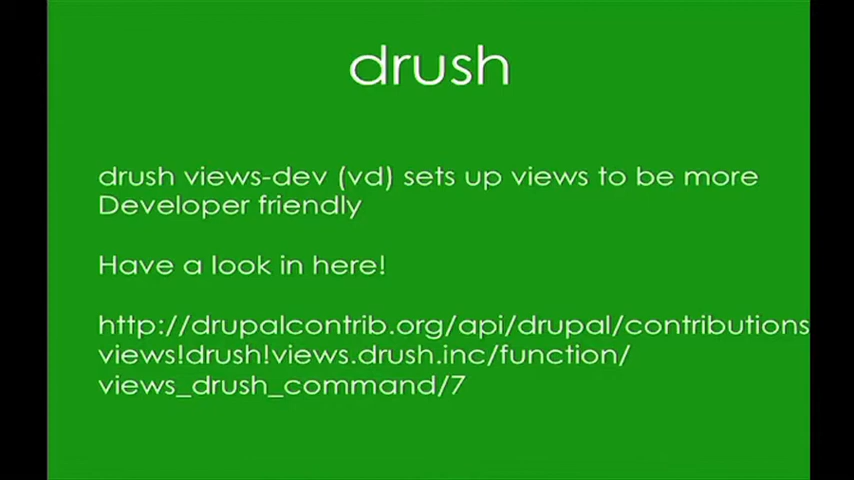 drush
drush views-dev (vd) sets up views to be more
Developer friendly
Have a look in here!
http://drupalcontrib.org/api/drupal/contributions
views!drush!views.drush.inc/function/
views_drush_command/7